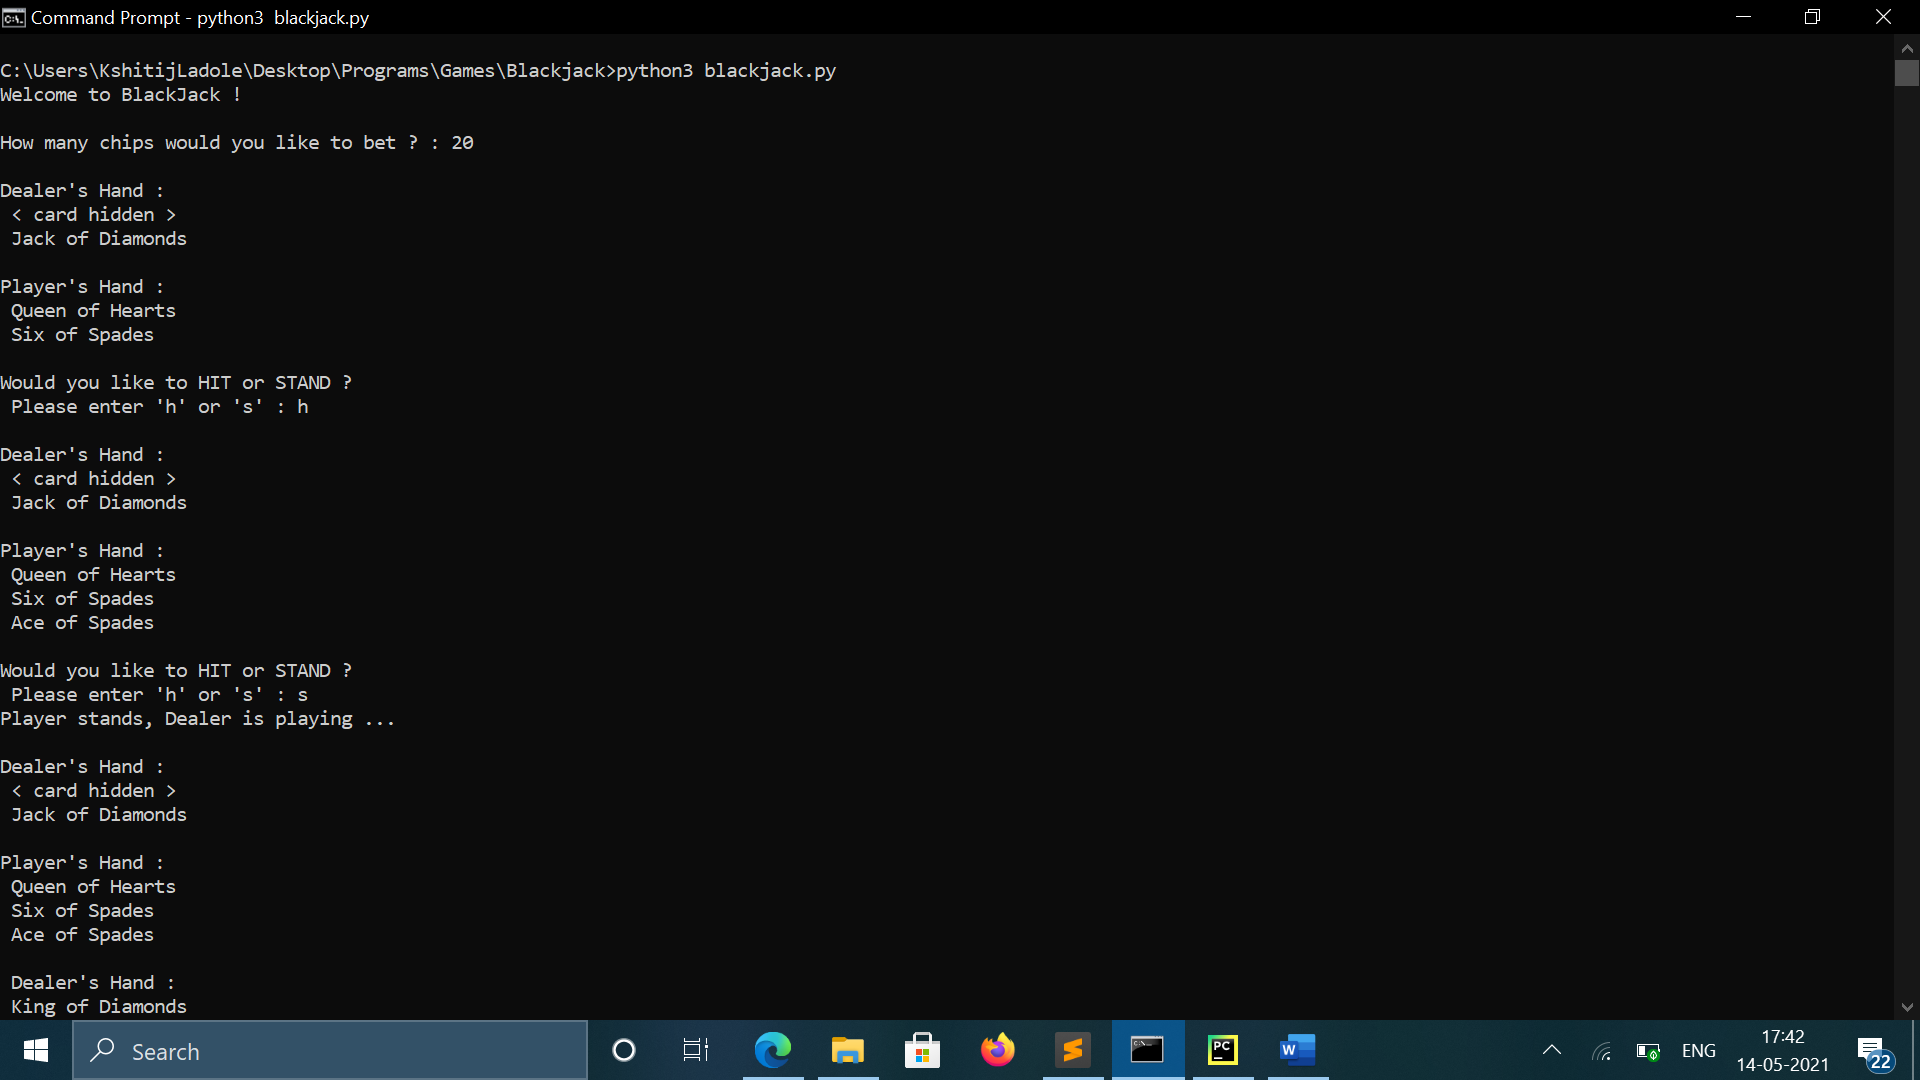 Command Prompt - python3  blackjack.py
C:\Users\KshitijLadole\Desktop\Programs\Games\Blackjack>python3 blackjack.py
Welcome to BlackJack !
How many chips would you like to bet ? : 20
Dealer's Hand :
 < card hidden >
 Jack of Diamonds
Player's Hand :
 Queen of Hearts
 Six of Spades
Would you like to HIT or STAND ?
 Please enter 'h' or 's' : h
Dealer's Hand :
 < card hidden >
 Jack of Diamonds
Player's Hand :
 Queen of Hearts
 Six of Spades
 Ace of Spades
Would you like to HIT or STAND ?
 Please enter 'h' or 's' : s
Player stands, Dealer is playing ...
Dealer's Hand :
 < card hidden >
 Jack of Diamonds
Player's Hand :
 Queen of Hearts
 Six of Spades
 Ace of Spades
 Dealer's Hand :
 King of Diamonds
Search
PC
W
ENG
17:42
14-05-2021
22